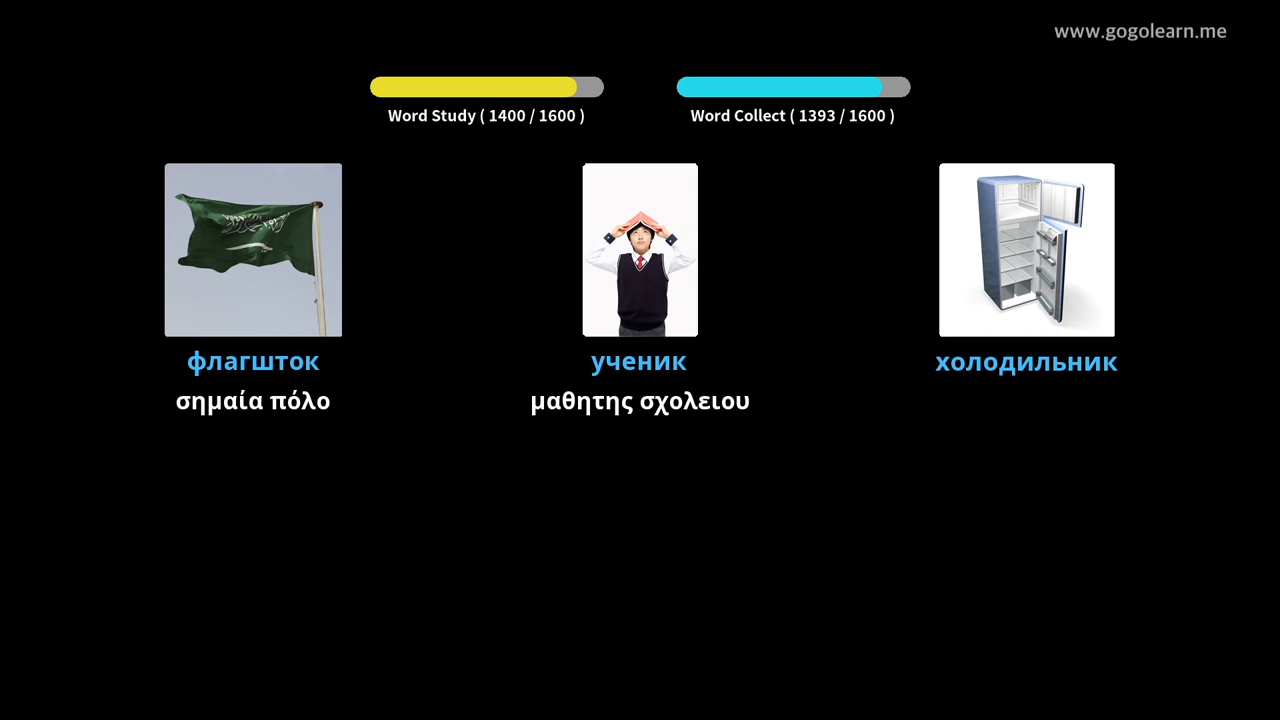 www.gogolearn.me
Word Study ( 1400 / 1600 )
Word Collect ( 1393 / 1600 )
флагшток
ученик
холодильник
σημαία πόλο
μαθητης σχολειου